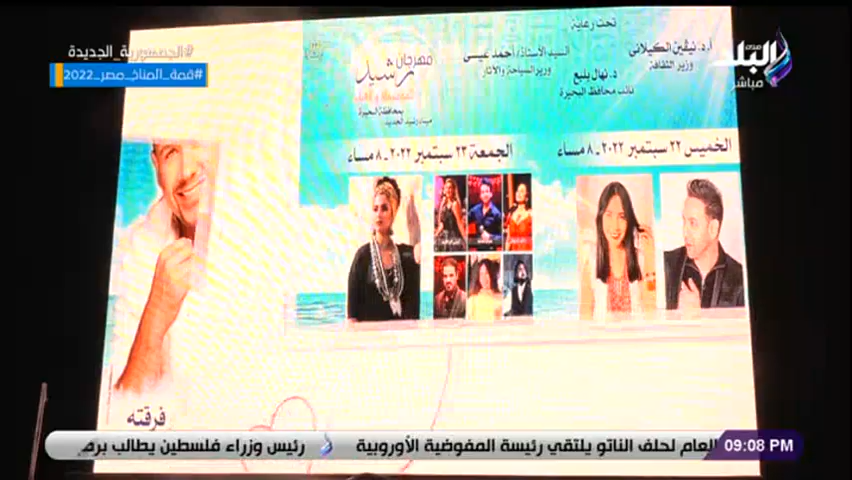 #الجمهورية_الجديدة
#قمة_المناخ_مصر_2022
صدى
البلد
مباشر
تحت رعاية
أ.د. نيڤين الكيلاني
وزير الثقافة
السيد الأستاذ/ أحمد عيسى
وزير السياحة والآثار
د. نهال بلبع
نائب محافظ البحيرة
مهرجان
رشيد
بمحافظة البحيرة
الخميس ٢٢ سبتمبر ٢٠٢٢ ـ ٨ مساء
الجمعة ٢٣ سبتمبر ٢٠٢٢ ـ ٨ مساء
فرقته
العام لحلف الناتو يلتقي رئيسة المفوضية الأوروبية
رئيس وزراء فلسطين يطالب
09:08 PM